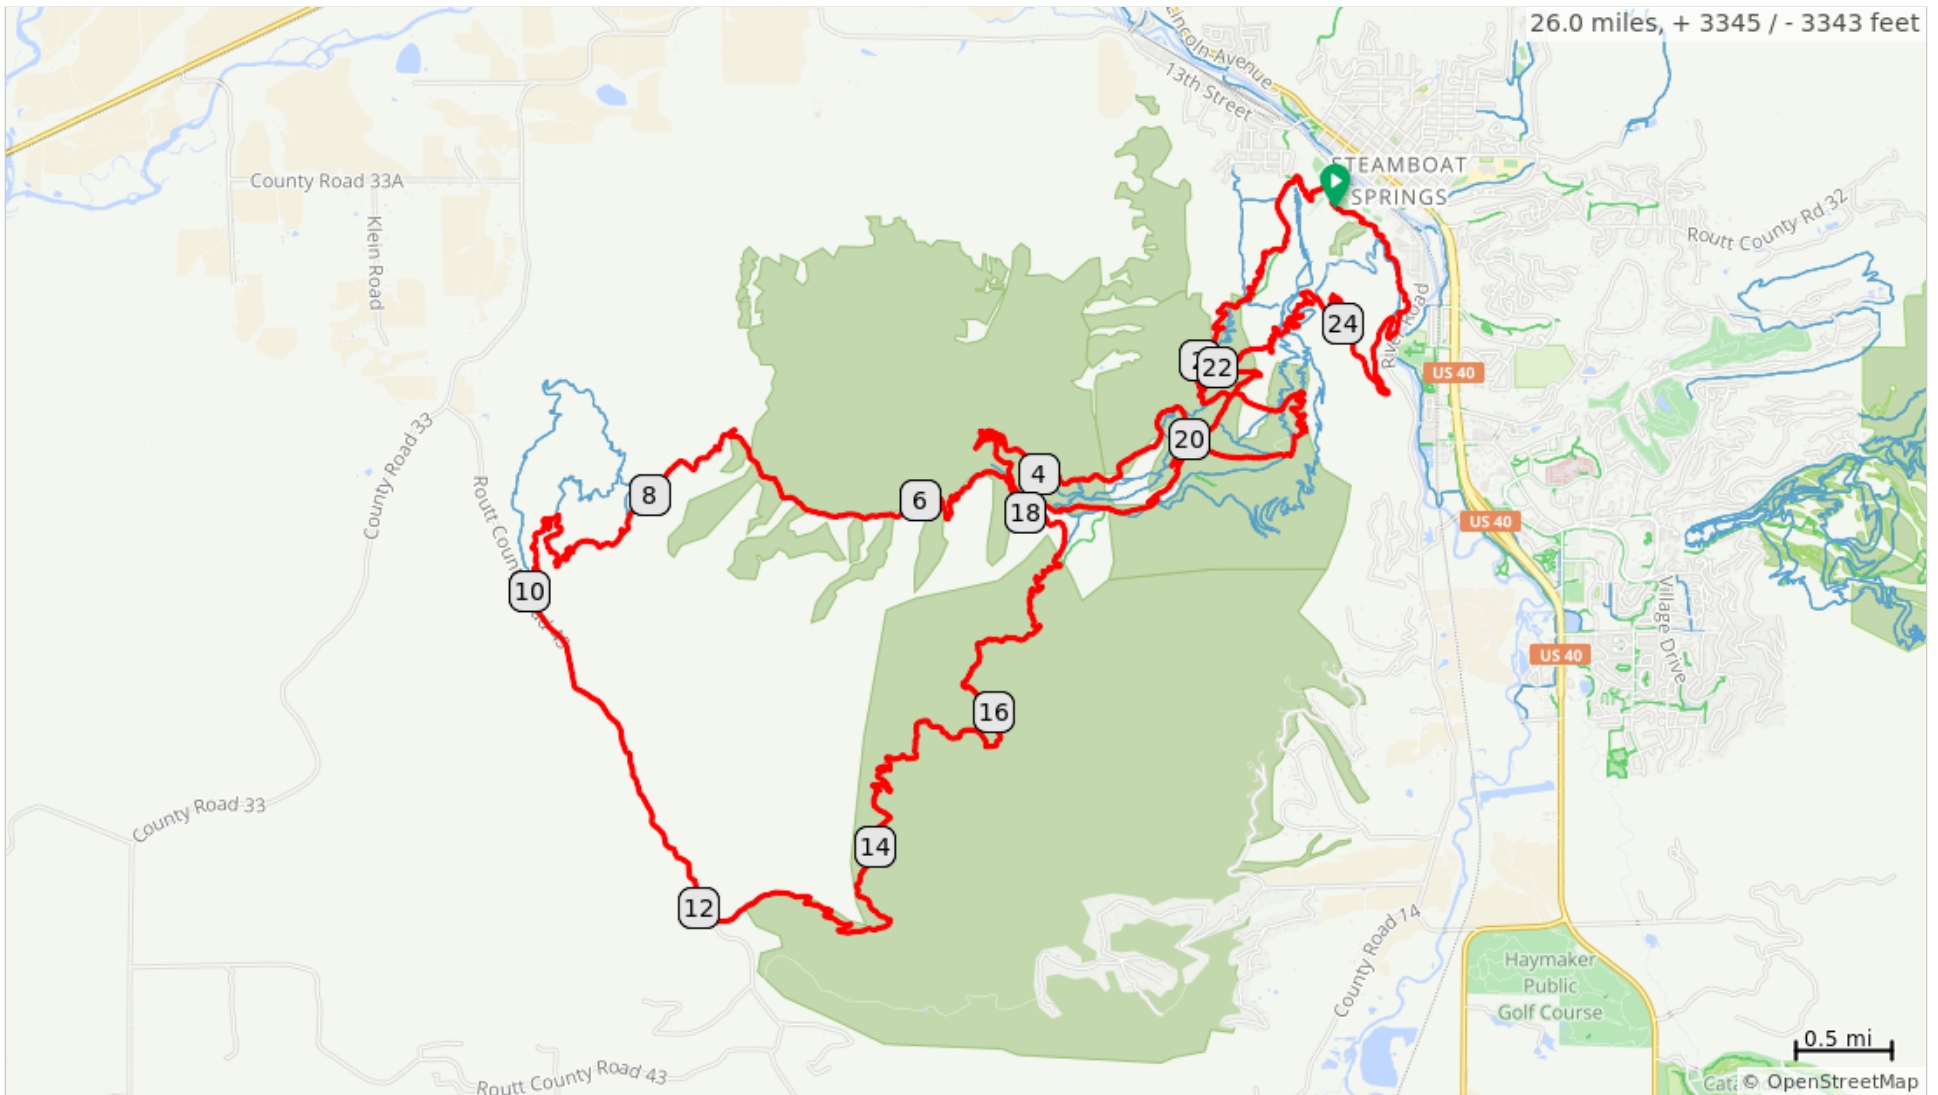 26.0 miles, + 3345 / - 3343 feet
Lincoln Avenue
13th Street
STEAMBOAT
SPRINGS
County Road 33A
Klein Road
Routt County Rd 32
River Road
24
22
US 40
County Road 33
20
4
8
6
18
US 40
10
Village Drive
US 40
16
County Road 33
14
12
County Road 14
Haymaker
Public
Golf Course
0.5 mi
Routt County Road 43
© OpenStreetMap